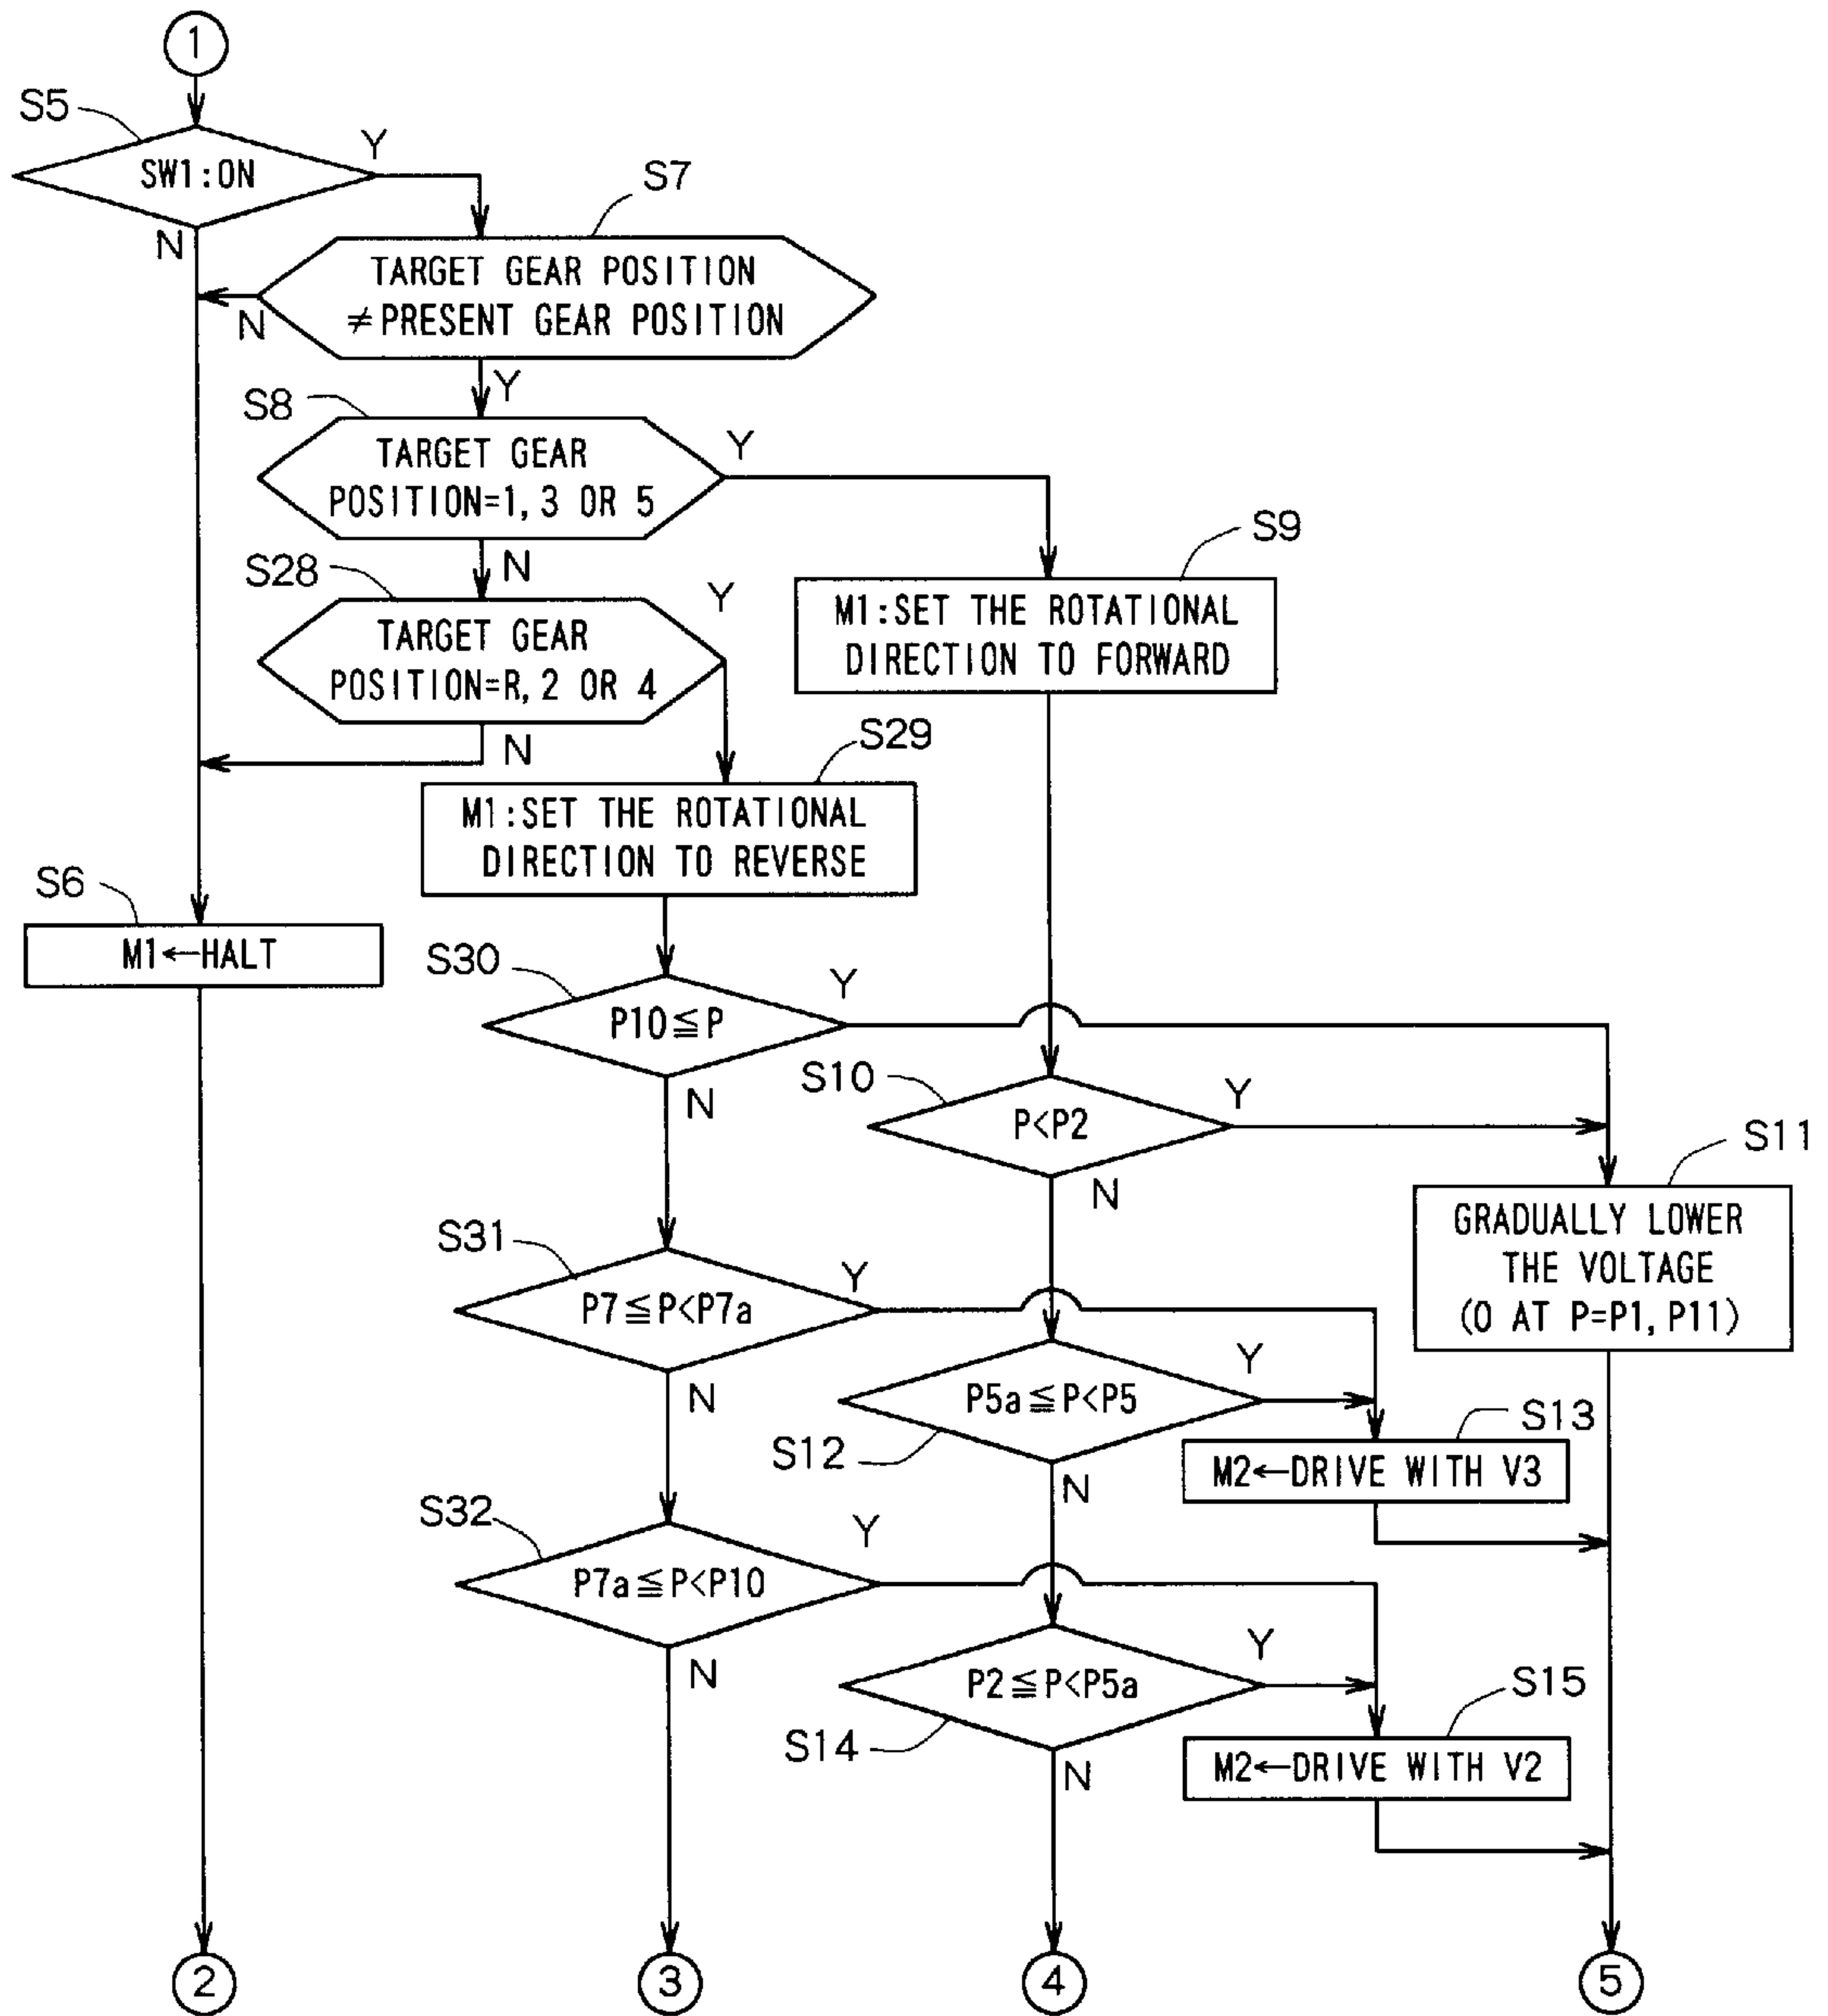 1
S5
SW1:ON
Y
N
S7
TARGET GEAR POSITION
≠PRESENT GEAR POSITION
N
Y
S8
TARGET GEAR
POSITION=1, 3 OR 5
Y
N
S28
TARGET GEAR
POSITION=R, 2 OR 4
Y
N
S9
M1:SET THE ROTATIONAL
DIRECTION TO FORWARD
S29
M1:SET THE ROTATIONAL
DIRECTION TO REVERSE
S6
M1←HALT
S30
P10≦P
Y
N
S10
P<P2
Y
N
S11
GRADUALLY LOWER
THE VOLTAGE
(0 AT P=P1, P11)
S31
P7≦P<P7a
Y
N
S12
P5a≦P<P5
Y
N
S13
M2←DRIVE WITH V3
S32
P7a≦P<P10
Y
N
S14
P2≦P<P5a
Y
N
S15
M2←DRIVE WITH V2
2
3
4
5